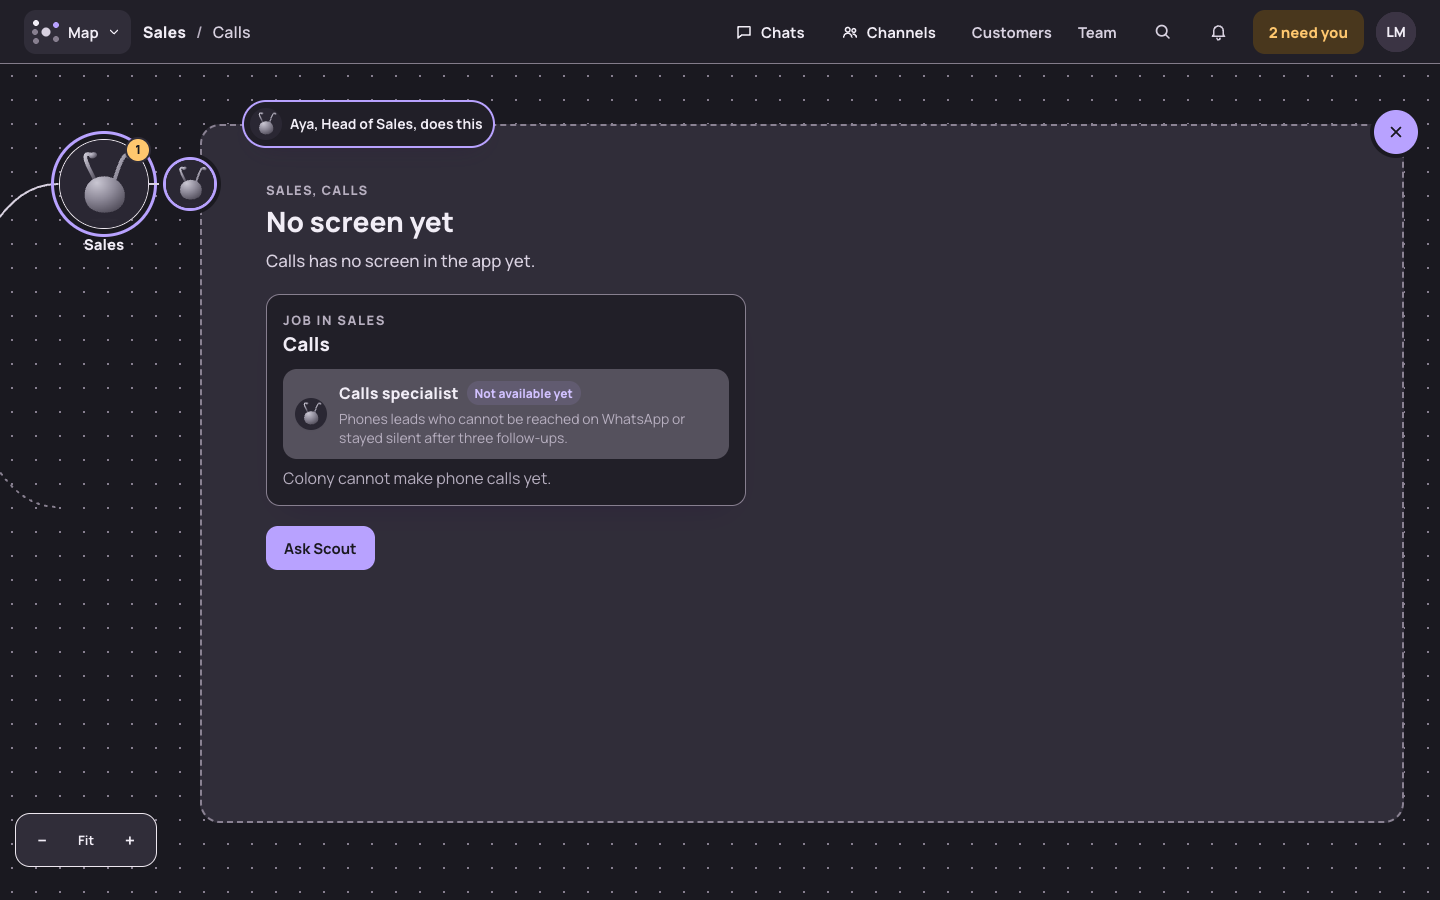 Map
Sales / Calls
Chats
Channels
Customers
Team
2 need you
LM
Aya, Head of Sales, does this
1
Sales
SALES, CALLS
No screen yet
Calls has no screen in the app yet.
JOB IN SALES
Calls
Calls specialist
Not available yet
Phones leads who cannot be reached on WhatsApp or
stayed silent after three follow-ups.
Colony cannot make phone calls yet.
Ask Scout
− Fit +